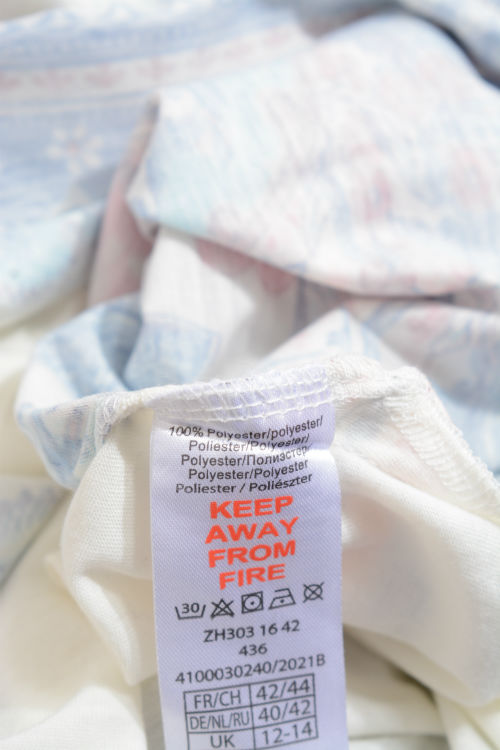 100% Polyester/polyester/
Poliester/Polyester/
Polyester/Полиэстер/
Polyester/Polyester
Poliester / Poliészter
KEEP
AWAY
FROM
FIRE
30
ZH303 16 42
436
4100030240/2021B
FR/CH 42/44
DE/NL/RU 40/42
UK 12-14